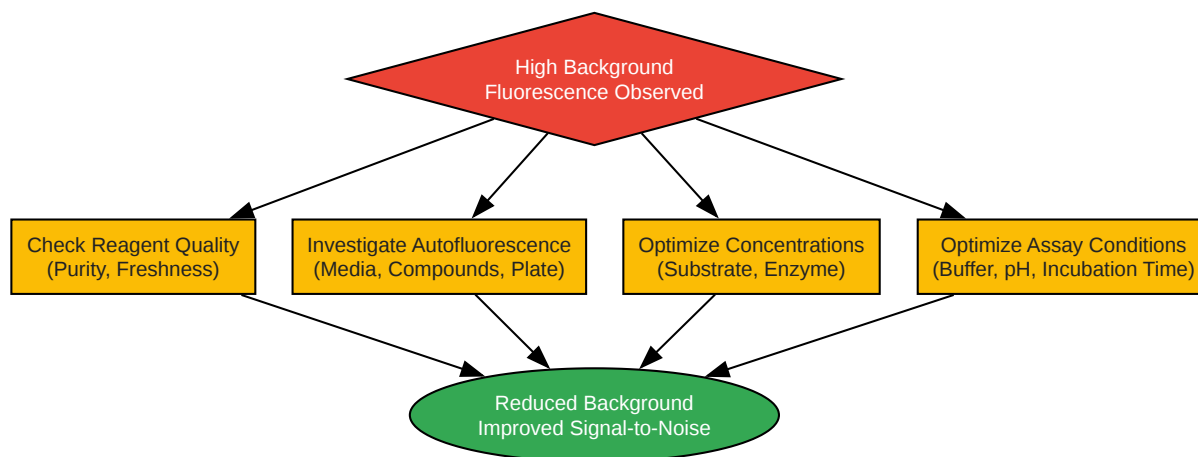 High Background
Fluorescence Observed
Check Reagent Quality
(Purity, Freshness)
Investigate Autofluorescence
(Media, Compounds, Plate)
Optimize Concentrations
(Substrate, Enzyme)
Optimize Assay Conditions
(Buffer, pH, Incubation Time)
Reduced Background
Improved Signal-to-Noise